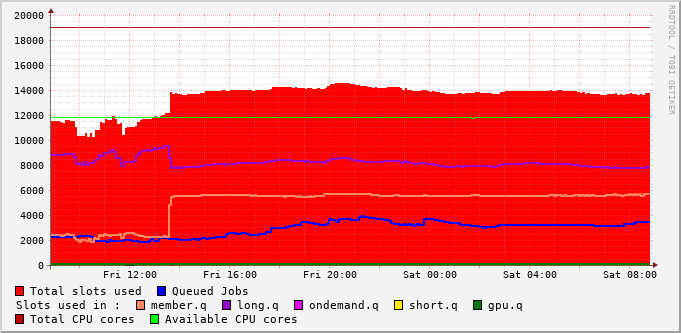 20000
18000
16000
14000
12000
10000
8000
6000
4000
2000
0
Fri 12:00 Fri 16:00 Fri 20:00 Sat 00:00 Sat 04:00 Sat 08:00
Total slots used Queued Jobs
Slots used in : member.q long.q ondemand.q short.q gpu.q
Total CPU cores Available CPU cores
RRDTOOL / TOBI OETIKER